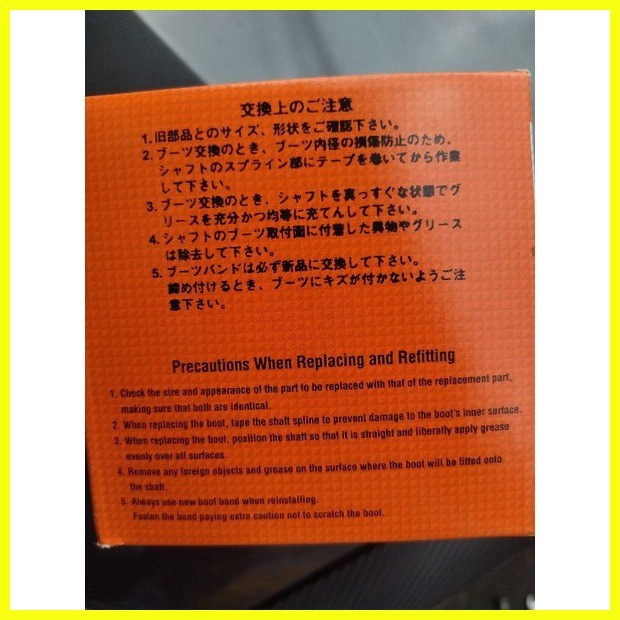 交換上のご注意
1. 旧部品とのサイズ、形状をご確認下さい。
2. ブーツ交換のとき、ブーツ内径の損傷防止のため、
シャフトのスプライン部にテープを巻いてから作業
して下さい。
3. ブーツ交換のとき、シャフトを真っすぐな状態でグ
リースを充分かつ均等に充てんして下さい。
4. シャフトのブーツ取付面に付着した異物やグリース
は除去して下さい。
5. ブーツバンドは必ず新品に交換して下さい。
締め付けるとき、ブーツにキズが付かないようご注
意下さい。
Precautions When Replacing and Refitting
1. Check the size and appearance of the part to be replaced with that of the replacement part,
making sure that both are identical.
2. When replacing the boot, tape the shaft spline to prevent damage to the boot's inner surface.
3. When replacing the boot, position the shaft so that it is straight and liberally apply grease
evenly over all surfaces.
4. Remove any foreign objects and grease on the surface where the boot will be fitted onto
the shaft.
5. Always use new boot band when reinstalling.
Fasten the band paying extra caution not to scratch the boot.